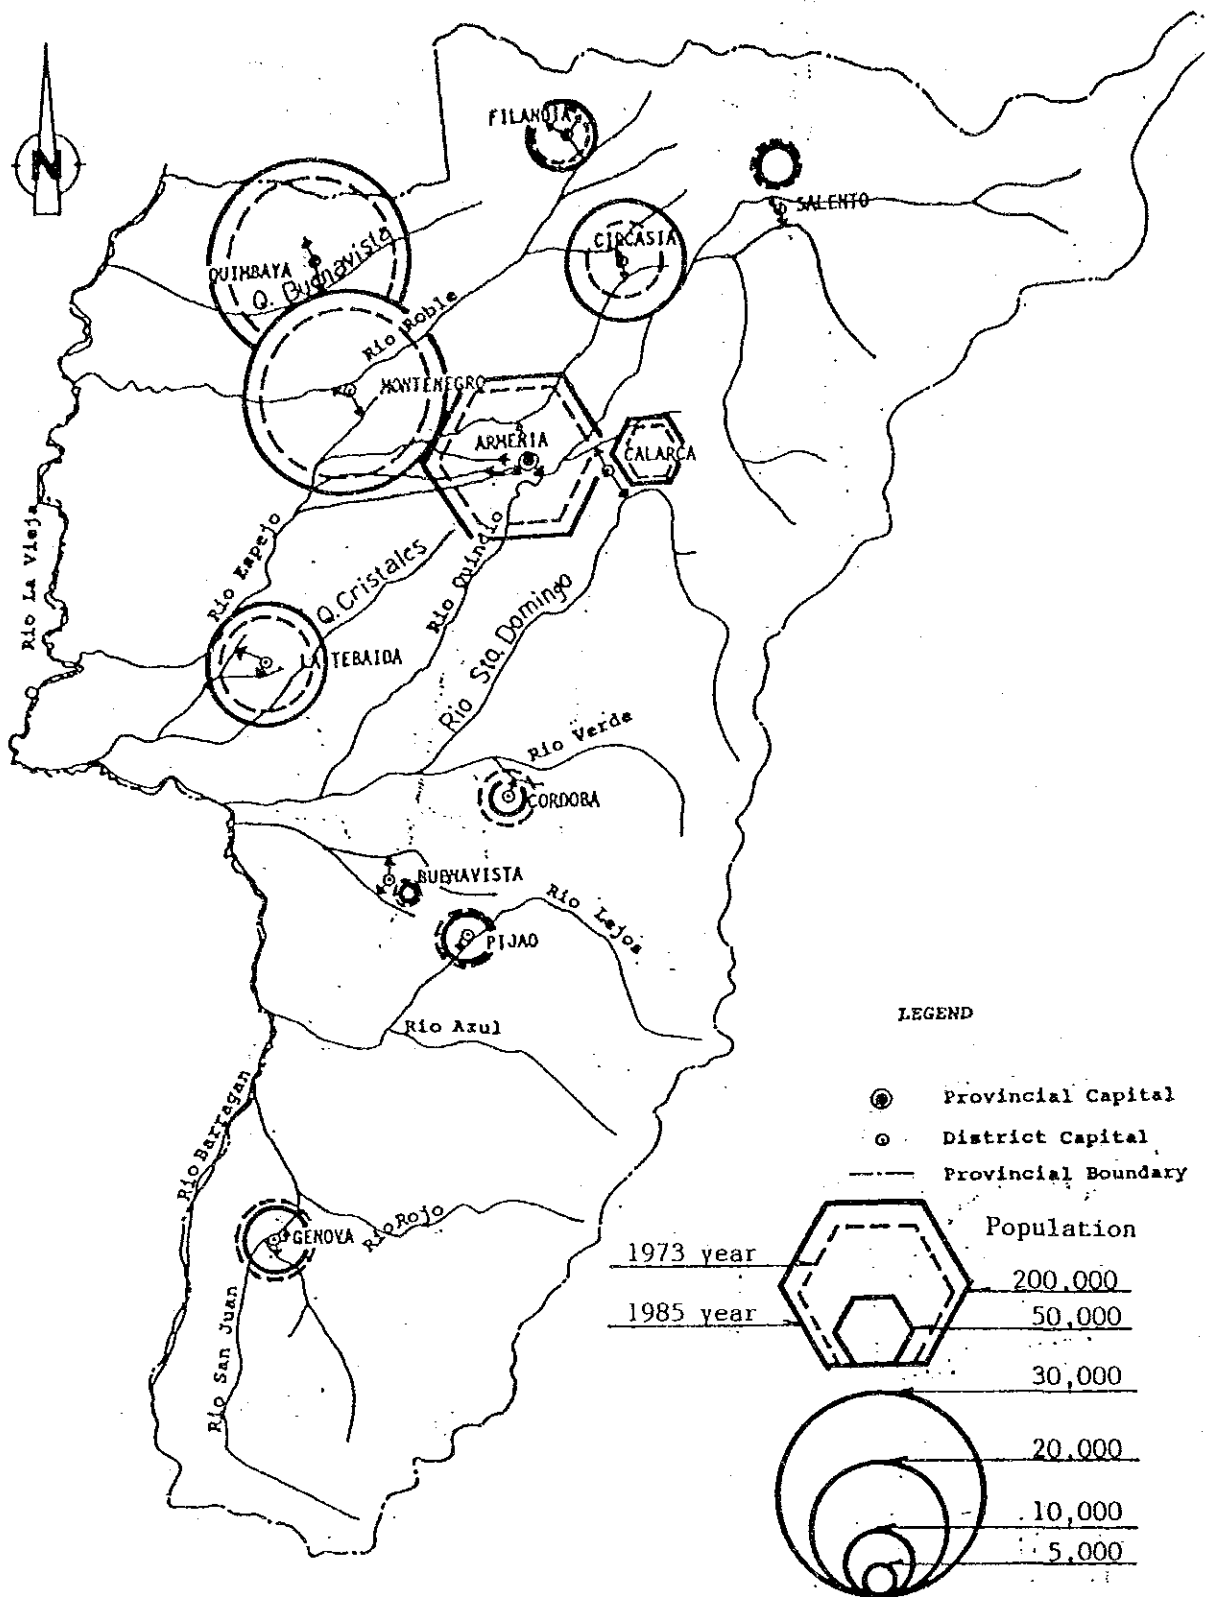 N
FILANDIA
SALENTO
CIRCASIA
QUIMBAYA
Q. Buenavista
Rio Roble
MONTENEGRO
ARMERIA
CALARCA
Rio La Vieja
Rio Espejo
Q. Cristales
Rio Quindio
Rio Sto. Domingo
LA TEBAIDA
Rio Verde
CORDOBA
BUENAVISTA
Rio Lejos
PIJAO
Rio Azul
Rio Barragan
GENOVA
Rio Rojo
Rio San Juan
LEGEND
Provincial Capital
District Capital
Provincial Boundary
Population
1973 year
200,000
1985 year
50,000
30,000
20,000
10,000
5,000